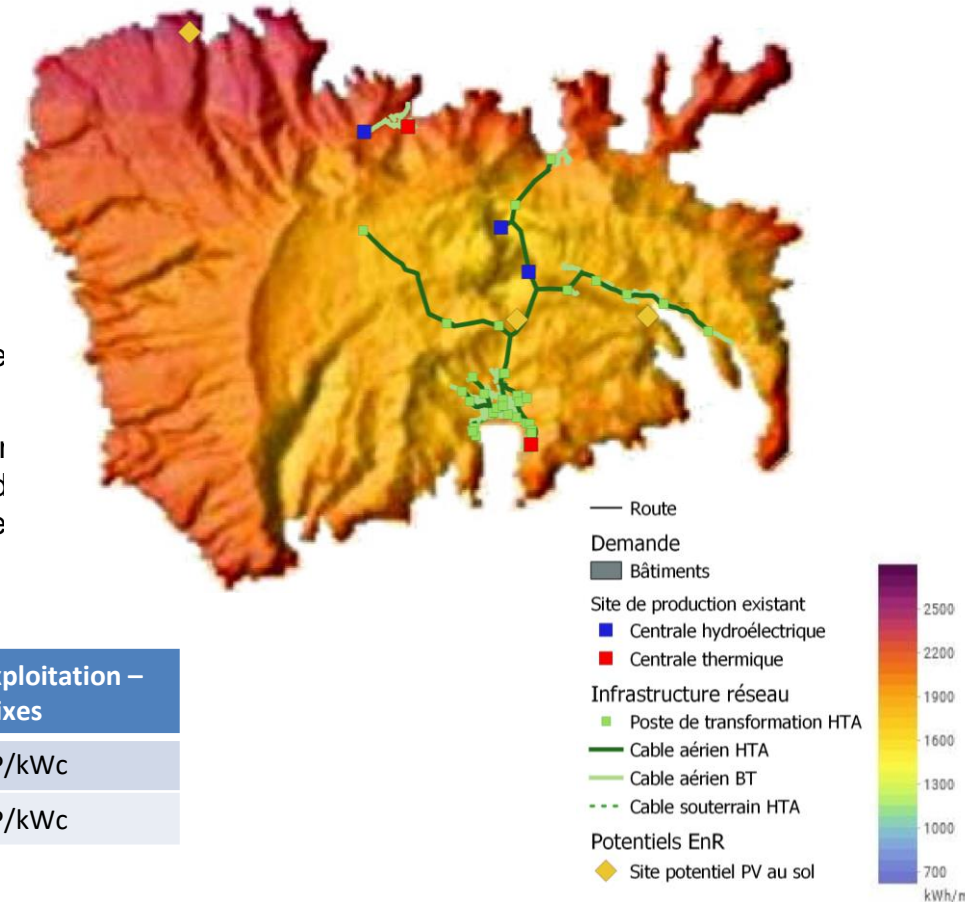 Route
Demande
Bâtiments
Site de production existant
Centrale hydroélectrique
Centrale thermique
Infrastructure réseau
Poste de transformation HTA
Cable aérien HTA
Cable aérien BT
Cable souterrain HTA
Potentiels EnR
Site potentiel PV au sol
2500
2200
1900
1600
1300
1000
700
kWh/m
xploitation –
ixes
P/kWc
P/kWc